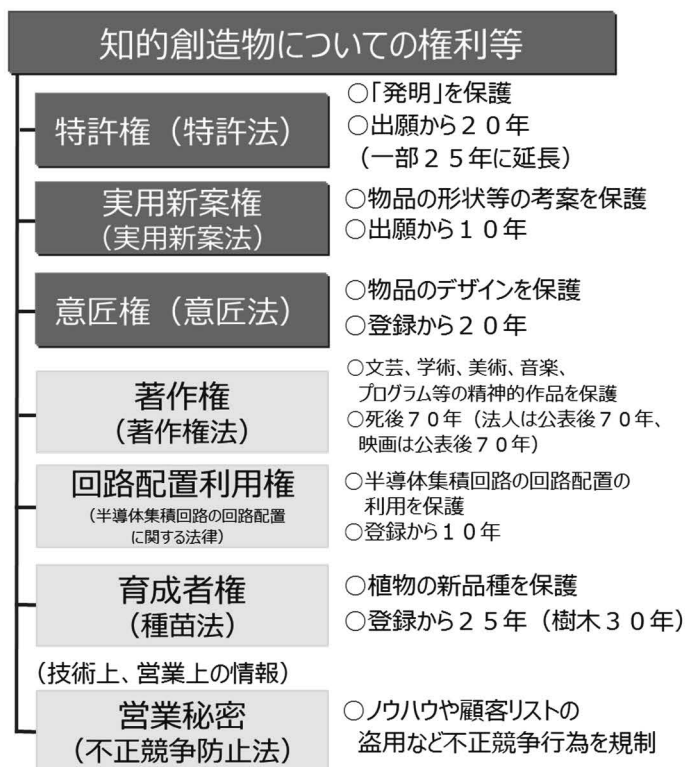 知的創造物についての権利等
特許権（特許法）
○「発明」を保護
○出願から２０年
（一部２５年に延長）
実用新案権
（実用新案法）
○物品の形状等の考案を保護
○出願から１０年
意匠権（意匠法）
○物品のデザインを保護
○登録から２０年
著作権
（著作権法）
○文芸、学術、美術、音楽、
プログラム等の精神的作品を保護
○死後７０年（法人は公表後７０年、
映画は公表後７０年）
回路配置利用権
（半導体集積回路の回路配置
に関する法律）
○半導体集積回路の回路配置の
利用を保護
○登録から１０年
育成者権
（種苗法）
○植物の新品種を保護
○登録から２５年（樹木３０年）
（技術上、営業上の情報）
営業秘密
（不正競争防止法）
○ノウハウや顧客リストの
盗用など不正競争行為を規制